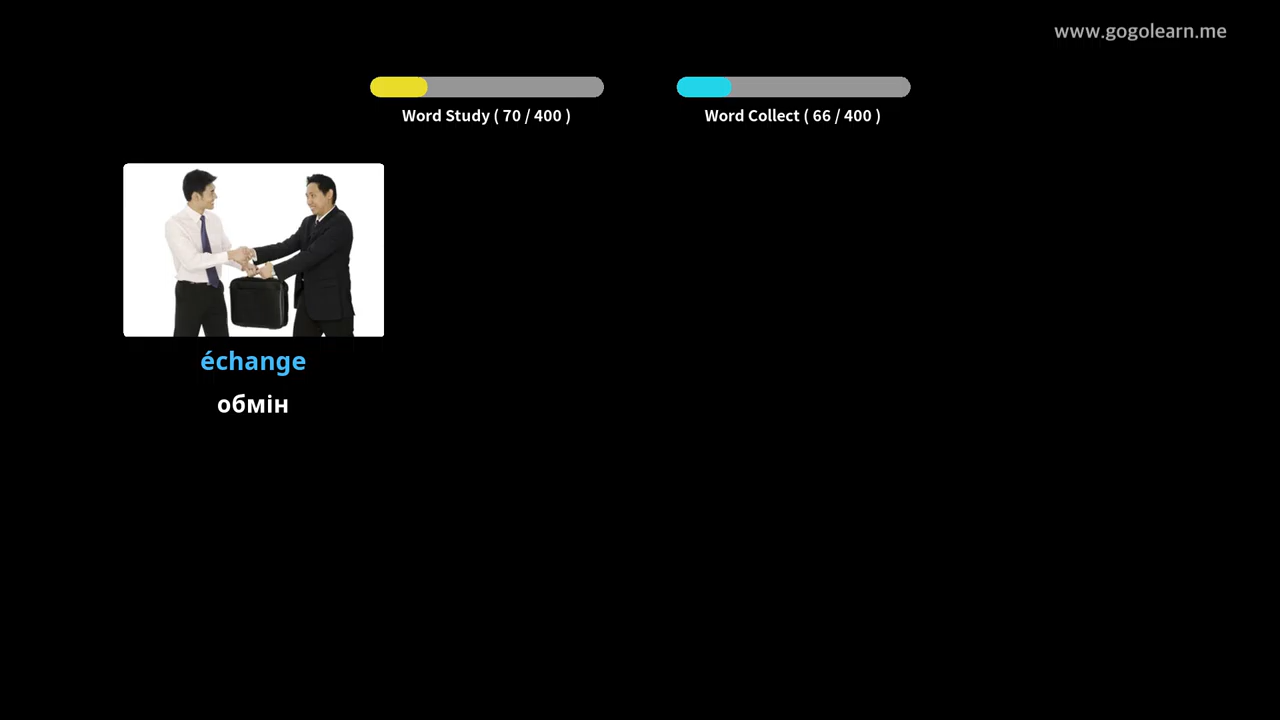 www.gogolearn.me
Word Study ( 70 / 400 )
Word Collect ( 66 / 400 )
échange
обмін